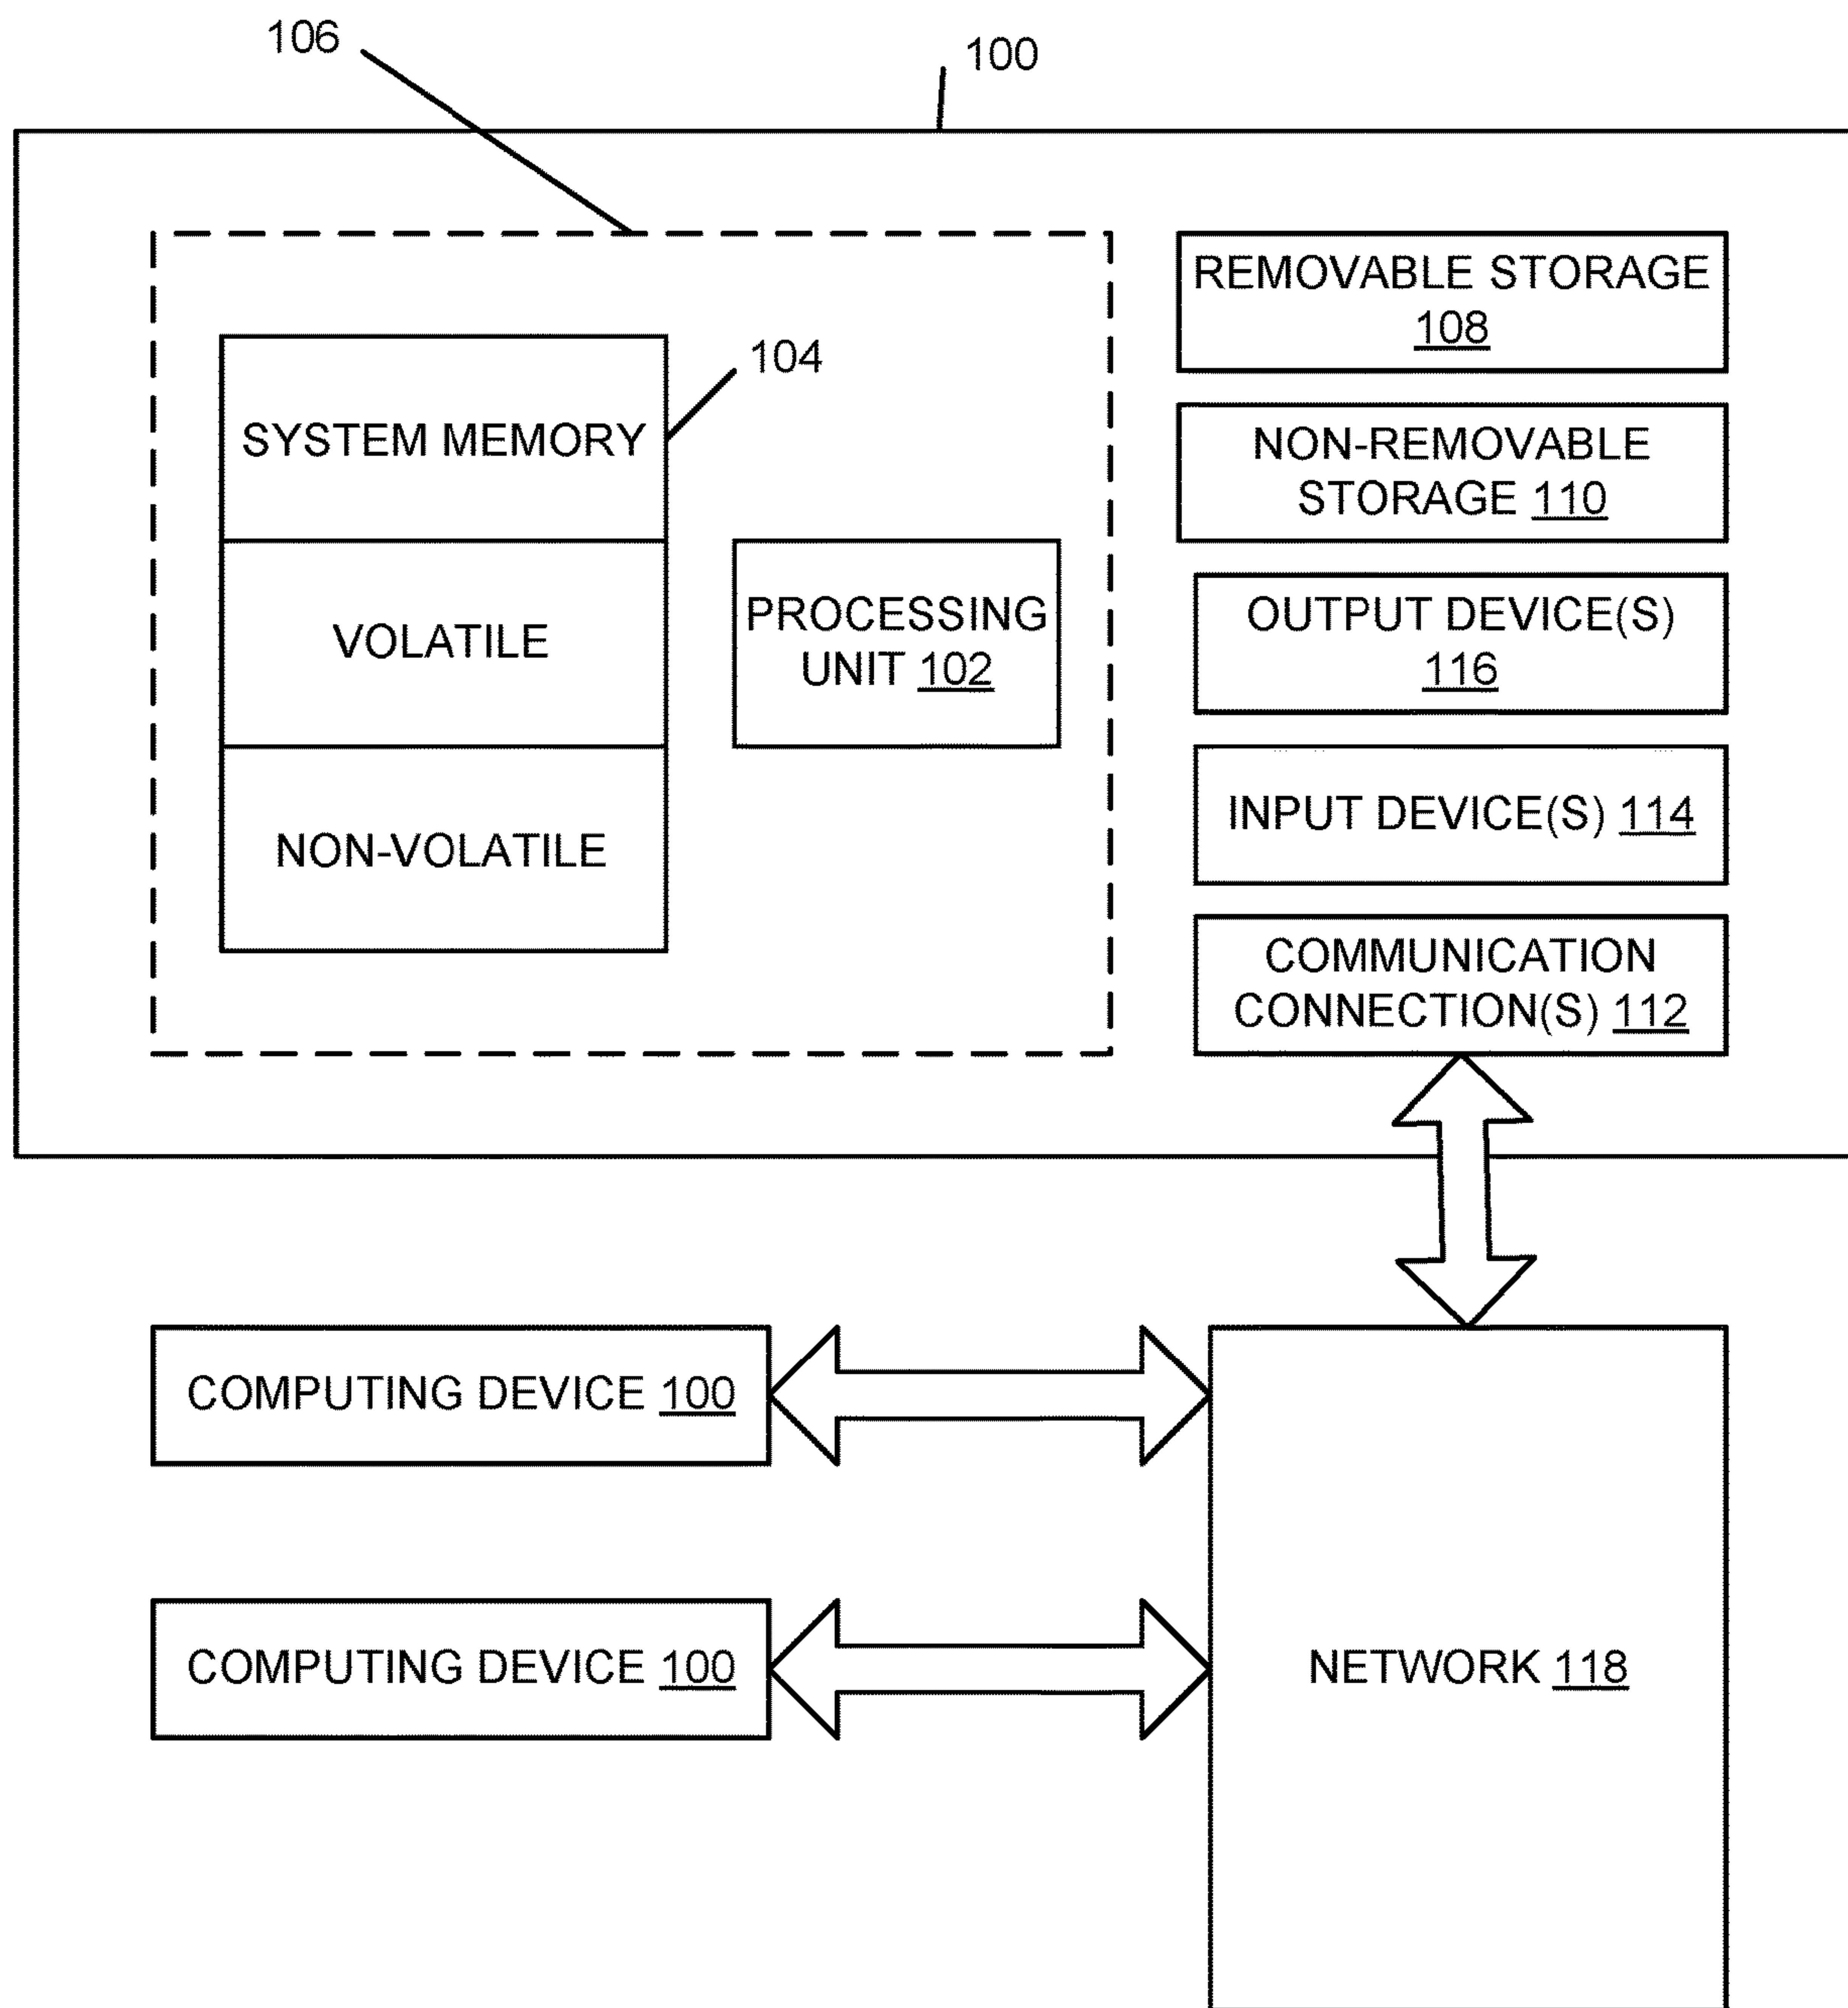 106
100
SYSTEM MEMORY
104
VOLATILE
NON-VOLATILE
PROCESSING
UNIT 102
REMOVABLE STORAGE
108
NON-REMOVABLE
STORAGE 110
OUTPUT DEVICE(S)
116
INPUT DEVICE(S) 114
COMMUNICATION
CONNECTION(S) 112
COMPUTING DEVICE 100
COMPUTING DEVICE 100
NETWORK 118